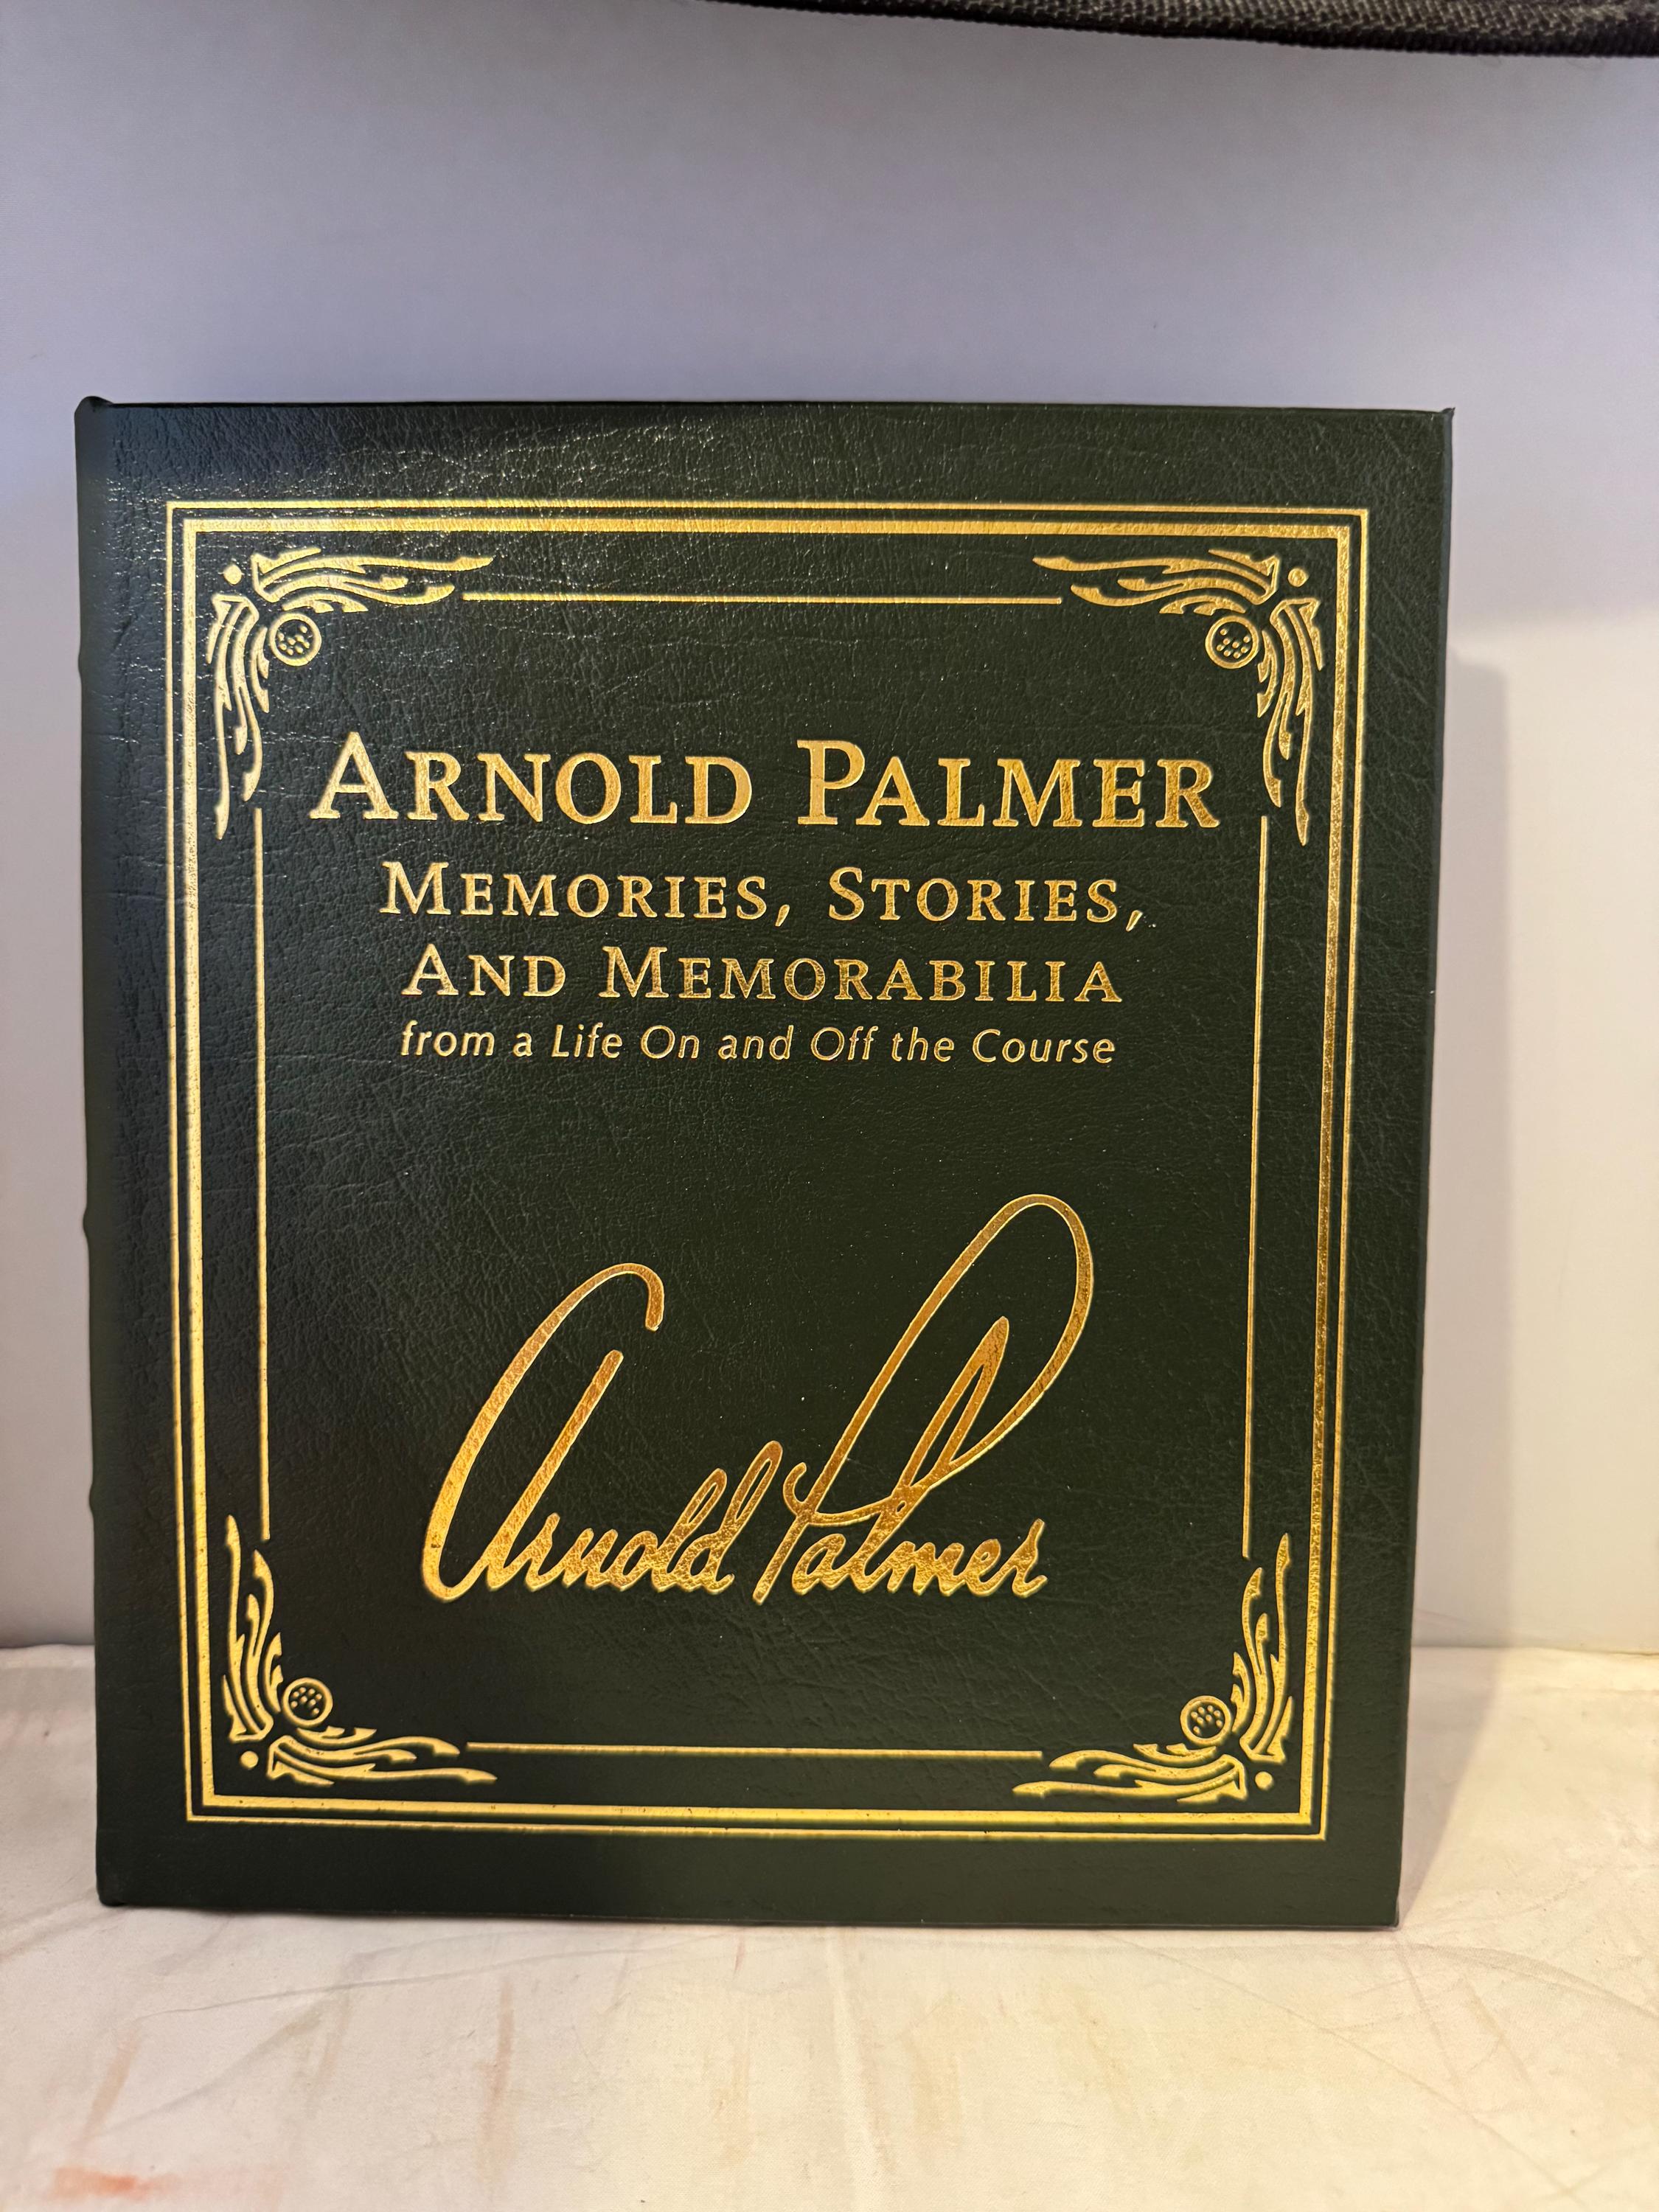 ARNOLD PALMER
MEMORIES, STORIES,
AND MEMORABILIA
from a Life On and Off the Course
Arnold Palmer